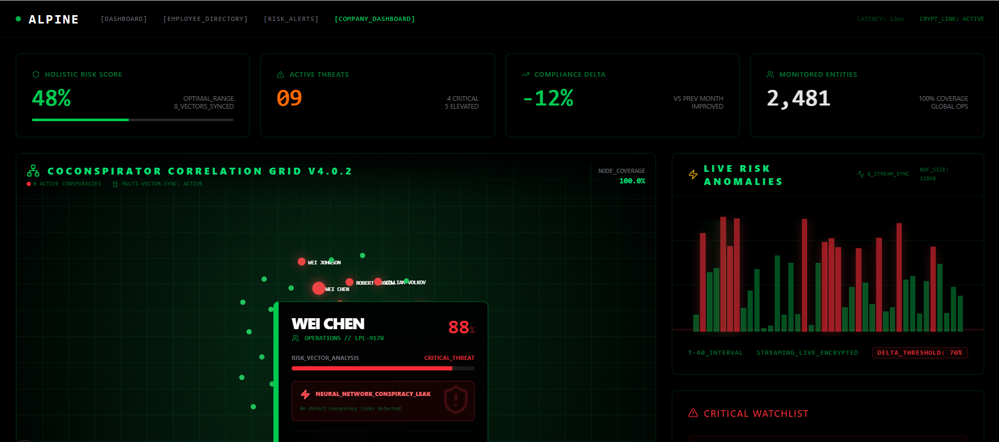 ALPINE [DASHBOARD] [EMPLOYEE_DIRECTORY] [RISK_ALERTS] [COMPANY_DASHBOARD] LATENCY: 12ms CRYPT_LINK: ACTIVE
HOLISTIC RISK SCORE
48%
OPTIMAL_RANGE
8_VECTORS_SYNCED
ACTIVE THREATS
09
4 CRITICAL
5 ELEVATED
COMPLIANCE DELTA
-12%
VS PREV MONTH
IMPROVED
MONITORED ENTITIES
2,481
100% COVERAGE
GLOBAL OPS
COCONSPIRATOR CORRELATION GRID V4.0.2
0 ACTIVE CONSPIRACIES
MULTI-VECTOR-SYNC: ACTIVE
NODE_COVERAGE
100.0%
WEI JOHNSON
ROBERT
WILLIAM VOLKOV
WEI CHEN
WEI CHEN
88%
OPERATIONS // LPL-9178
RISK_VECTOR_ANALYSIS
CRITICAL_THREAT
NEURAL_NETWORK_CONSPIRACY_LEAK
No direct conspiracy links detected.
LIVE RISK
ANOMALIES
8_STREAM_SYNC
BUF_SIZE:
128KB
T-40_INTERVAL
STREAMING_LIVE_ENCRYPTED
DELTA_THRESHOLD: 70%
CRITICAL WATCHLIST